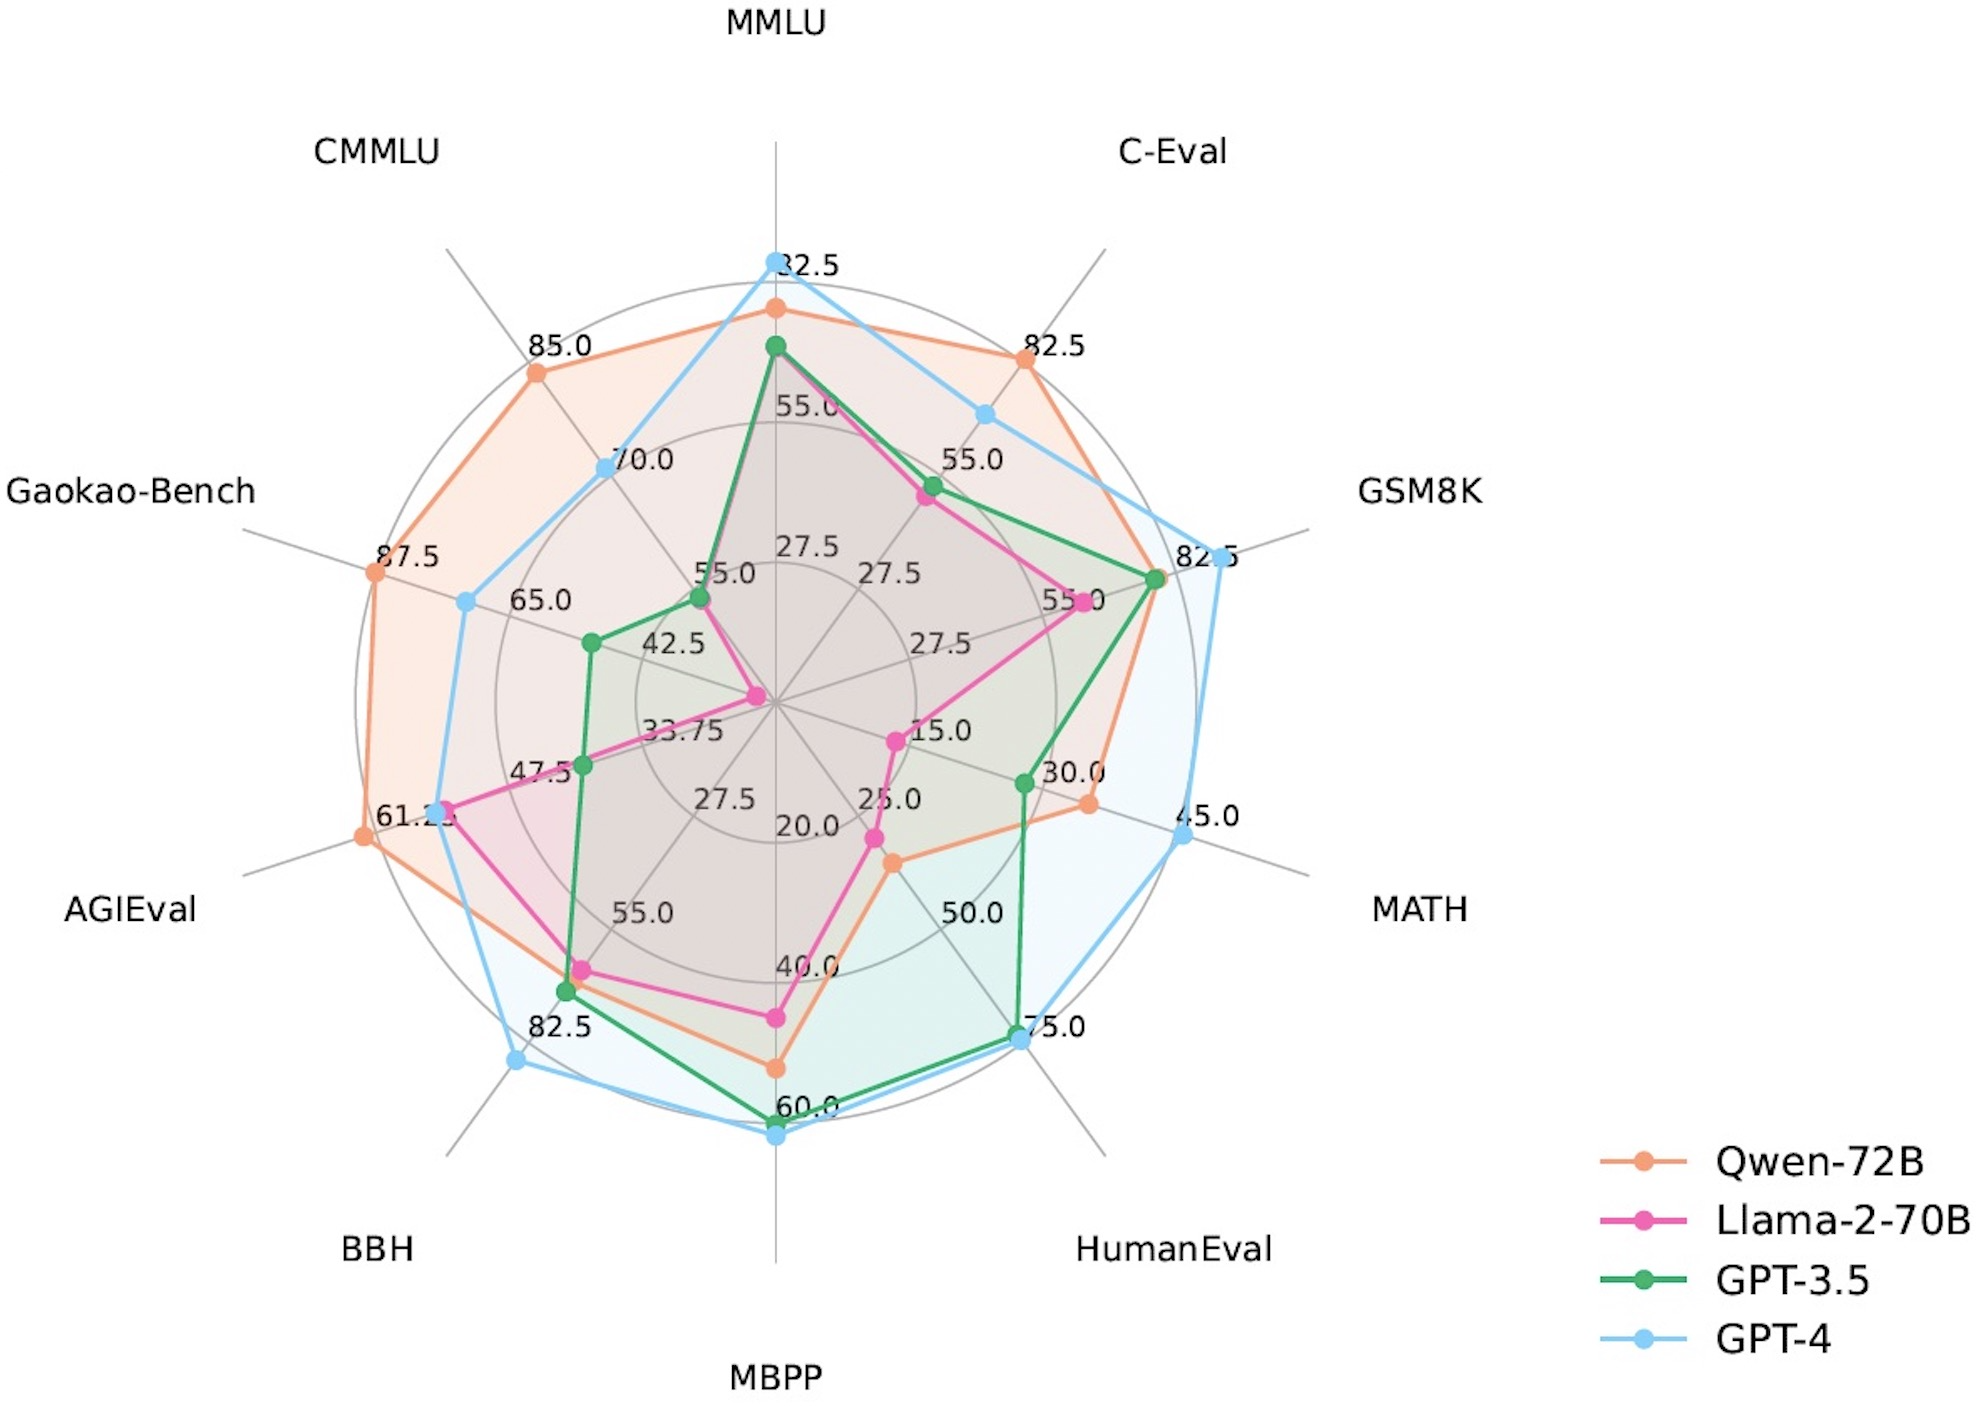 MMLU
CMMLU
C-Eval
82.5
85.0
82.5
55.0
70.0
55.0
Gaokao-Bench
GSM8K
87.5
27.5
82.5
55.0
27.5
65.0
55.0
42.5
27.5
33.75
15.0
47.5
30.0
27.5
25.0
61.25
20.0
45.0
AGIEval
MATH
55.0
50.0
40.0
82.5
75.0
60.0
BBH
HumanEval
MBPP
Qwen-72B
Llama-2-70B
GPT-3.5
GPT-4